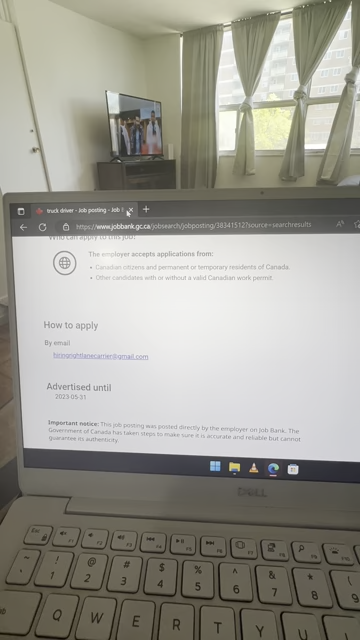 truck driver - Job posting - Job
https://www.jobbank.gc.ca/jobsearch/jobposting/38341512?source=searchresults
Who can apply to this job?
The employer accepts applications from:
Canadian citizens and permanent or temporary residents of Canada.
Other candidates with or without a valid Canadian work permit.
How to apply
By email
Advertised until
2023-05-31
Important notice: This job posting was posted directly by the employer on Job Bank. The
Government of Canada has taken steps to make sure it is accurate and reliable but cannot
guarantee its authenticity.
DELL
Esc F1 F2 F3 F4 F5 F6 F7 F8 F9
! 1 @ 2 # 3 $ 4 % 5 ^ 6 & 7 * 8 9
Q W E R T Y U